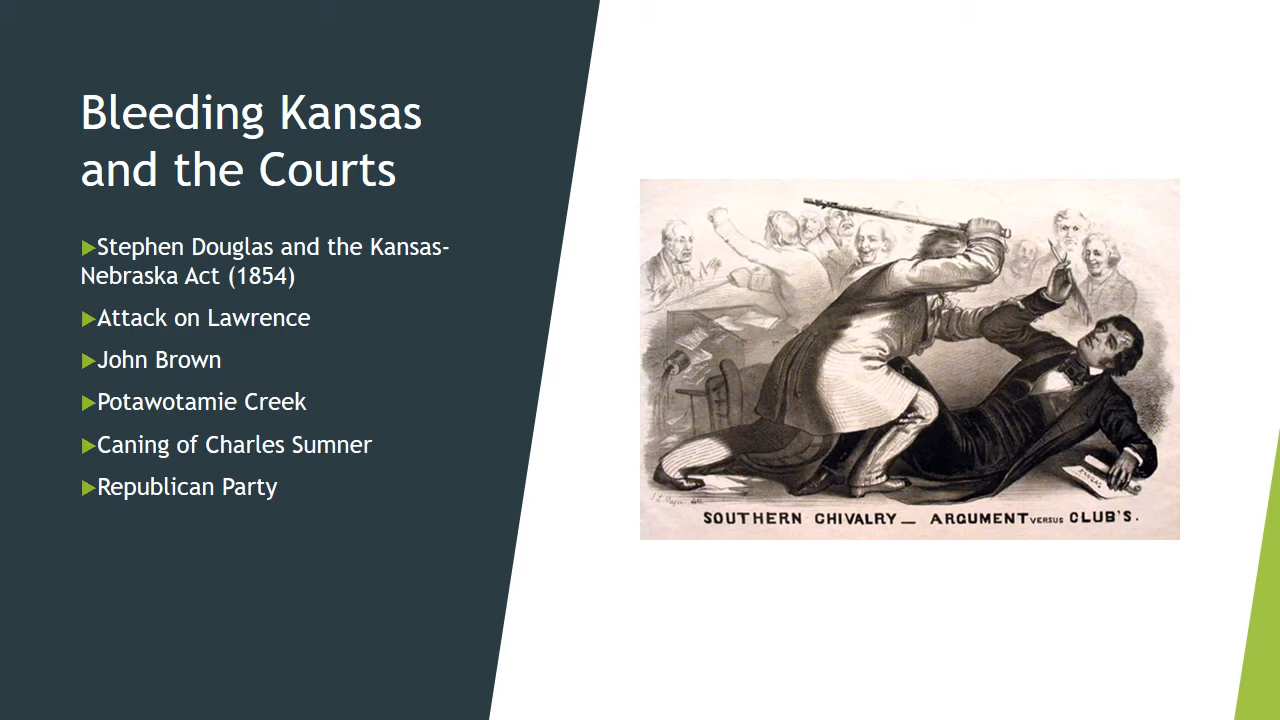 Bleeding Kansas
and the Courts
Stephen Douglas and the Kansas-
Nebraska Act (1854)
Attack on Lawrence
John Brown
Potawotamie Creek
Caning of Charles Sumner
Republican Party
KANSAS
SOUTHERN CHIVALRY — ARGUMENT VERSUS CLUB'S.